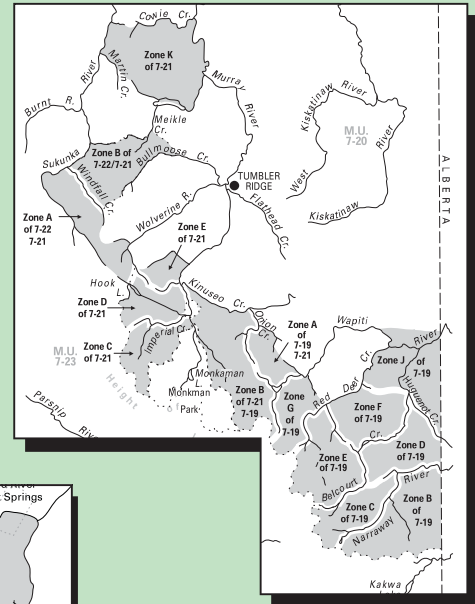 Cowie Cr.
Zone K
of 7-21
River
Martin Cr.
Murray
River
Burnt R.
Meikle
Cr.
Sukunka
Zone B of
7-22/7-21
Bullmoose Cr.
Windfall Cr.
TUMBLER
RIDGE
Flathead Cr.
Kiskatinaw River
M.U.
7-20
River
West
Kiskatinaw
ALBERTA
Zone A
of 7-22
7-21
Wolverine R.
Zone E
of 7-21
Hook
L.
Kinuseo Cr.
Zone D
of 7-21
Imperial Cr.
Onion
Cr.
Zone A
of 7-19
7-21
Wapiti
River
M.U.
7-23
Zone C
of 7-21
Monkaman
L.
Monkman
Park
Height
of
Parsnip
River
Zone B
of 7-21
7-19
Zone
G
of
7-19
Red Deer Cr.
Zone J of
7-19
Huguenot Cr.
Zone F
of 7-19
Cr.
Zone E
of 7-19
Zone D
of 7-19
Belcourt
River
Zone C
of 7-19
Zone B
of
7-19
Narraway
Kakwa
River
Springs